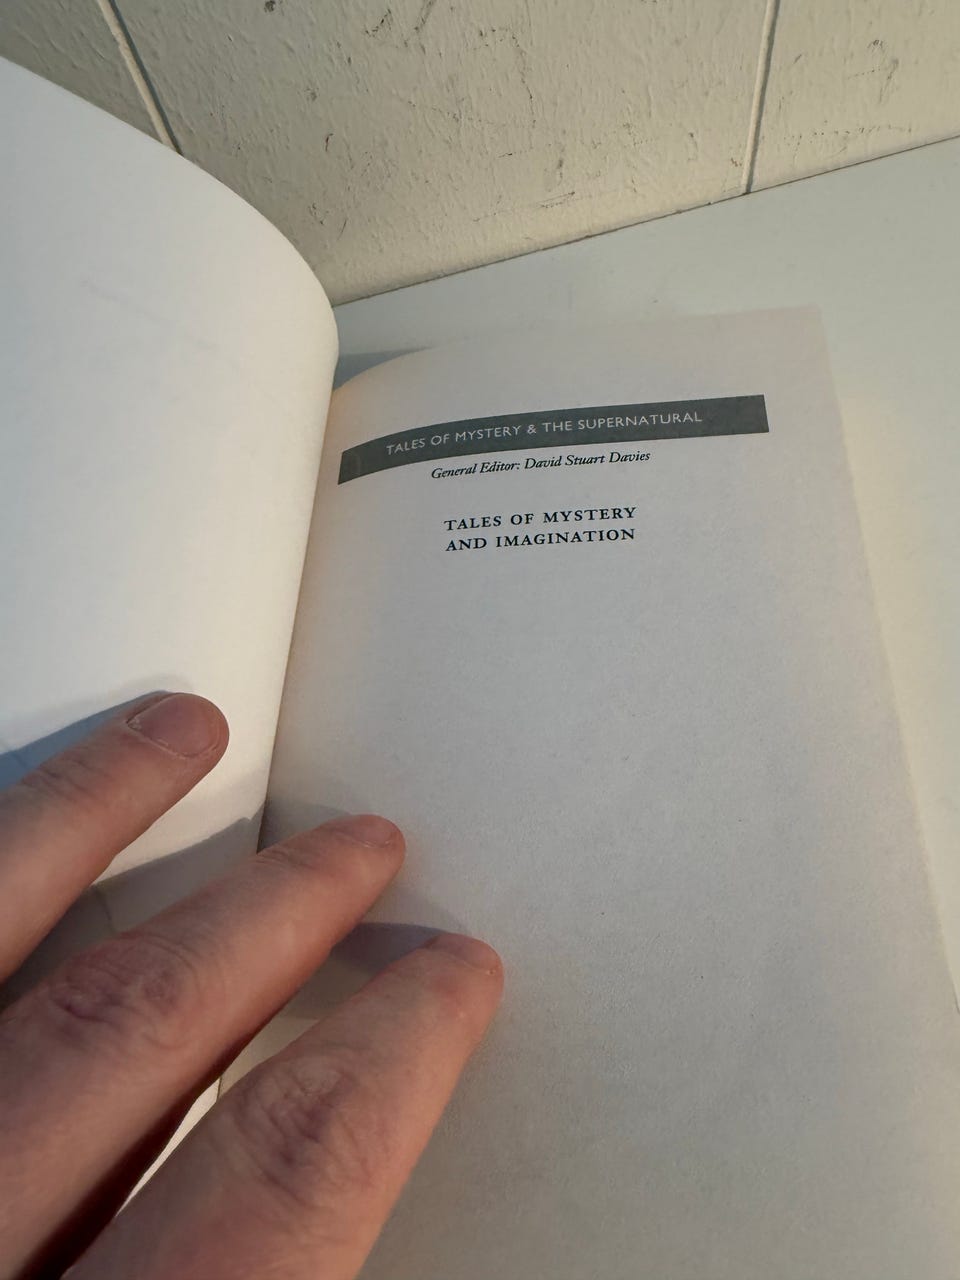 TALES OF MYSTERY & THE SUPERNATURAL
General Editor: David Stuart Davies
TALES OF MYSTERY
AND IMAGINATION